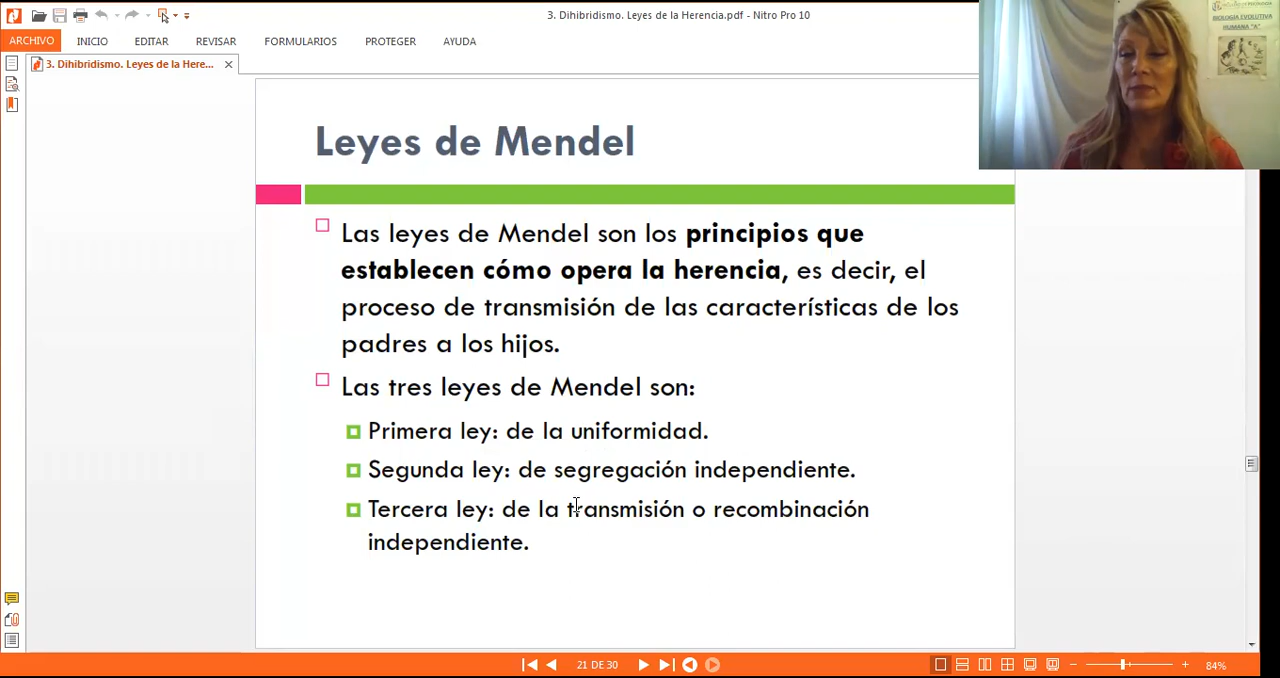 3. Dihibridismo. Leyes de la Herencia.pdf - Nitro Pro 10
ARCHIVO INICIO EDITAR REVISAR FORMULARIOS PROTEGER AYUDA
3. Dihibridismo. Leyes de la Here...
BIOLOGÍA EVOLUTIVA
HUMANA "A"
Leyes de Mendel
Las leyes de Mendel son los principios que
establecen cómo opera la herencia, es decir, el
proceso de transmisión de las características de los
padres a los hijos.
Las tres leyes de Mendel son:
Primera ley: de la uniformidad.
Segunda ley: de segregación independiente.
Tercera ley: de la transmisión o recombinación
independiente.
21 DE 30
84%